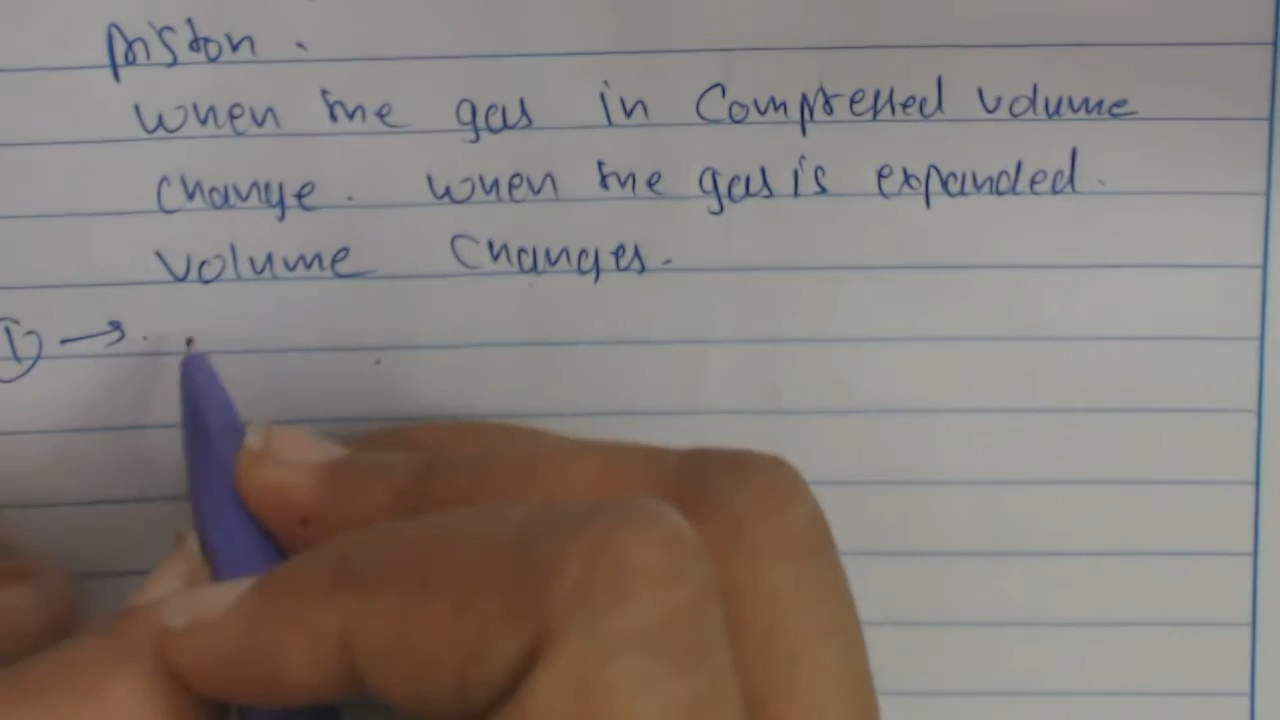 piston.
when the gas in compressed volume
change. when the gas is expanded.
volume changes.
① →